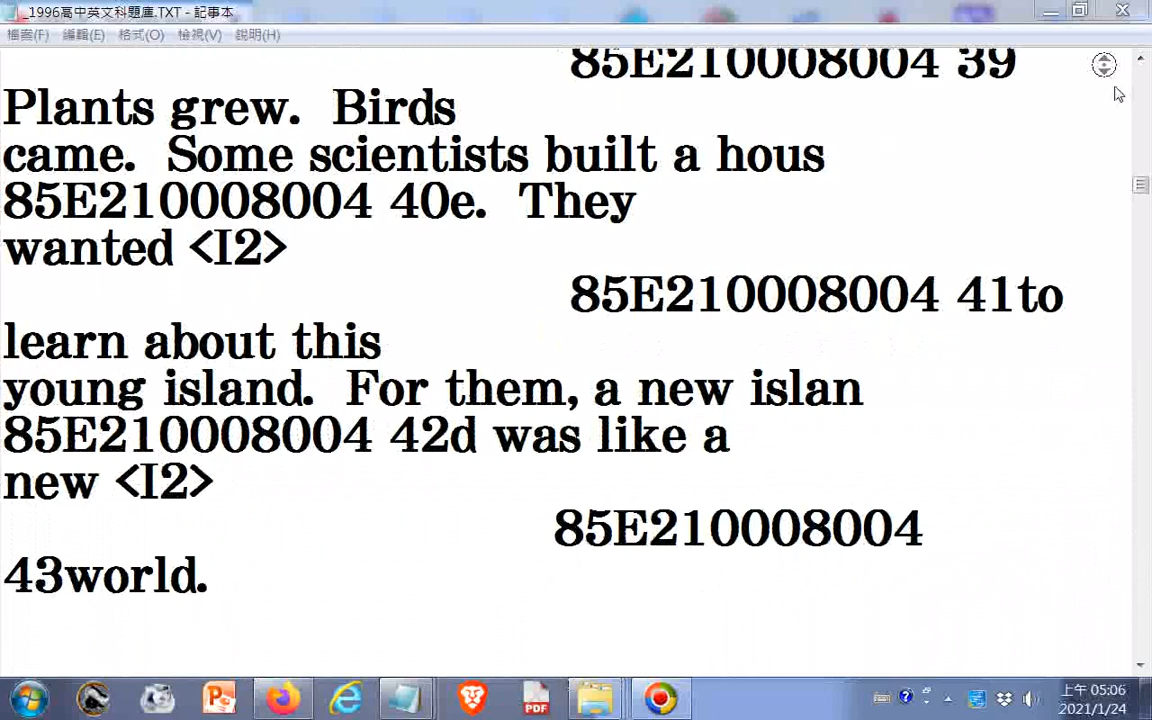 _1996高中英文科題庫.TXT - 記事本
檔案(F) 編輯(E) 格式(O) 檢視(V) 說明(H)
85E210008004 39
Plants grew.  Birds
came.  Some scientists built a hous
85E210008004 40e.  They
wanted <I2>
85E210008004 41to
learn about this
young island.  For them, a new islan
85E210008004 42d was like a
new <I2>
85E210008004
43world.
PDF
上午 05:06
2021/1/24